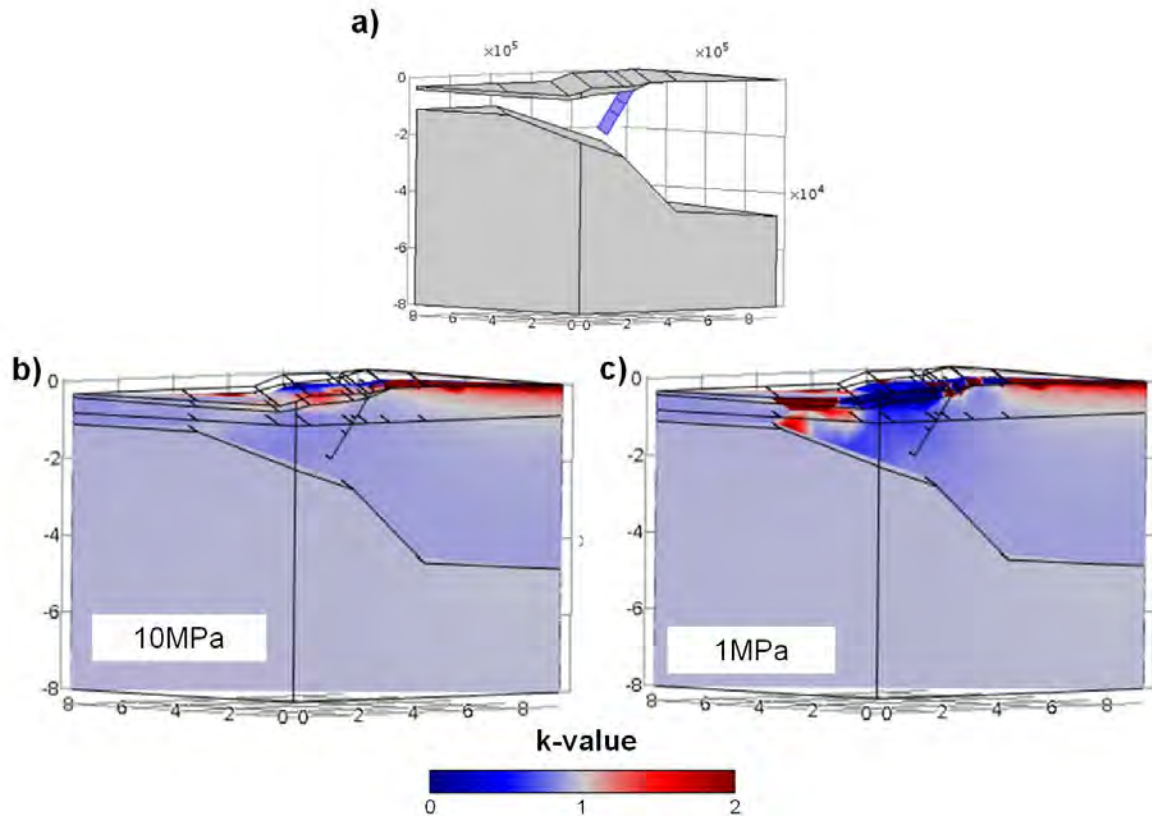 a)
×10⁵ ×10⁵
0
-2
-4
×10⁴
-6
-8
8 6 4 2 0 0 2 4 6 8
b) c)
0 0
-2 -2
-4 -4
-6 -6
10MPa 1MPa
-8 -8
8 6 4 2 0 0 2 4 6 8 8 6 4 2 0 0 2 4 6 8
k-value
0 1 2